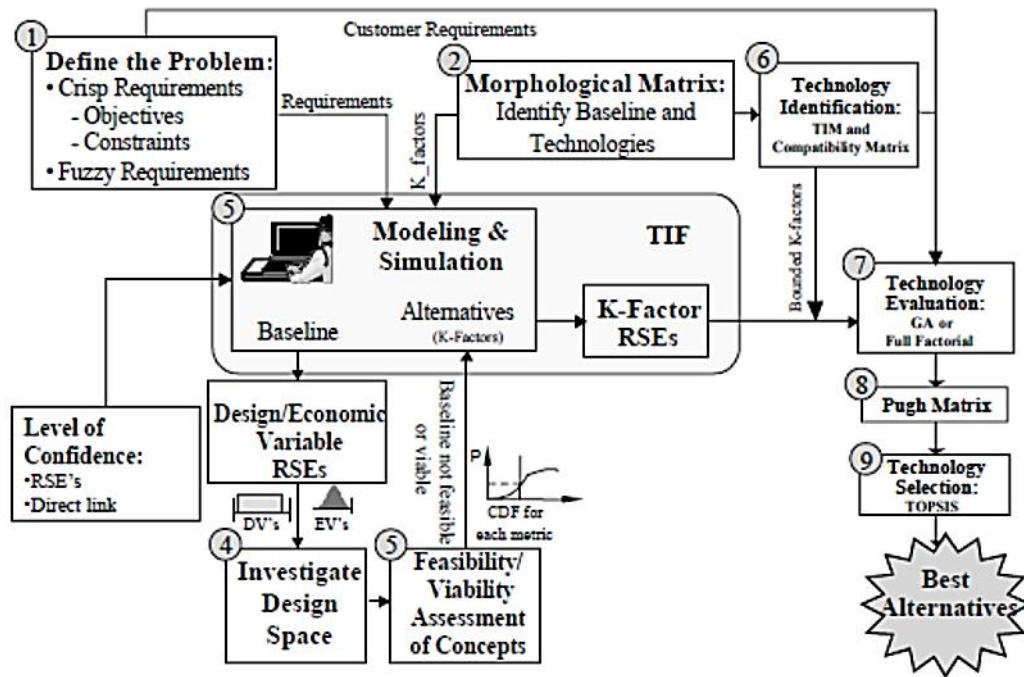 Customer Requirements
1
Define the Problem:
• Crisp Requirements
- Objectives
- Constraints
• Fuzzy Requirements
Requirements
K_factors
2
Morphological Matrix:
Identify Baseline and
Technologies
6
Technology
Identification:
TIM and
Compatibility Matrix
5
Modeling &
Simulation
Alternatives
(K-Factors)
Baseline
TIF
K-Factor
RSEs
Bounded K-factors
7
Technology
Evaluation:
GA or
Full Factorial
8
Pugh Matrix
9
Technology
Selection:
TOPSIS
Best
Alternatives
Level of
Confidence:
•RSE's
•Direct link
Design/Economic
Variable
RSEs
DV's
EV's
Baseline not feasible
or viable
P
CDF for
each metric
4
Investigate
Design
Space
5
Feasibility/
Viability
Assessment
of Concepts